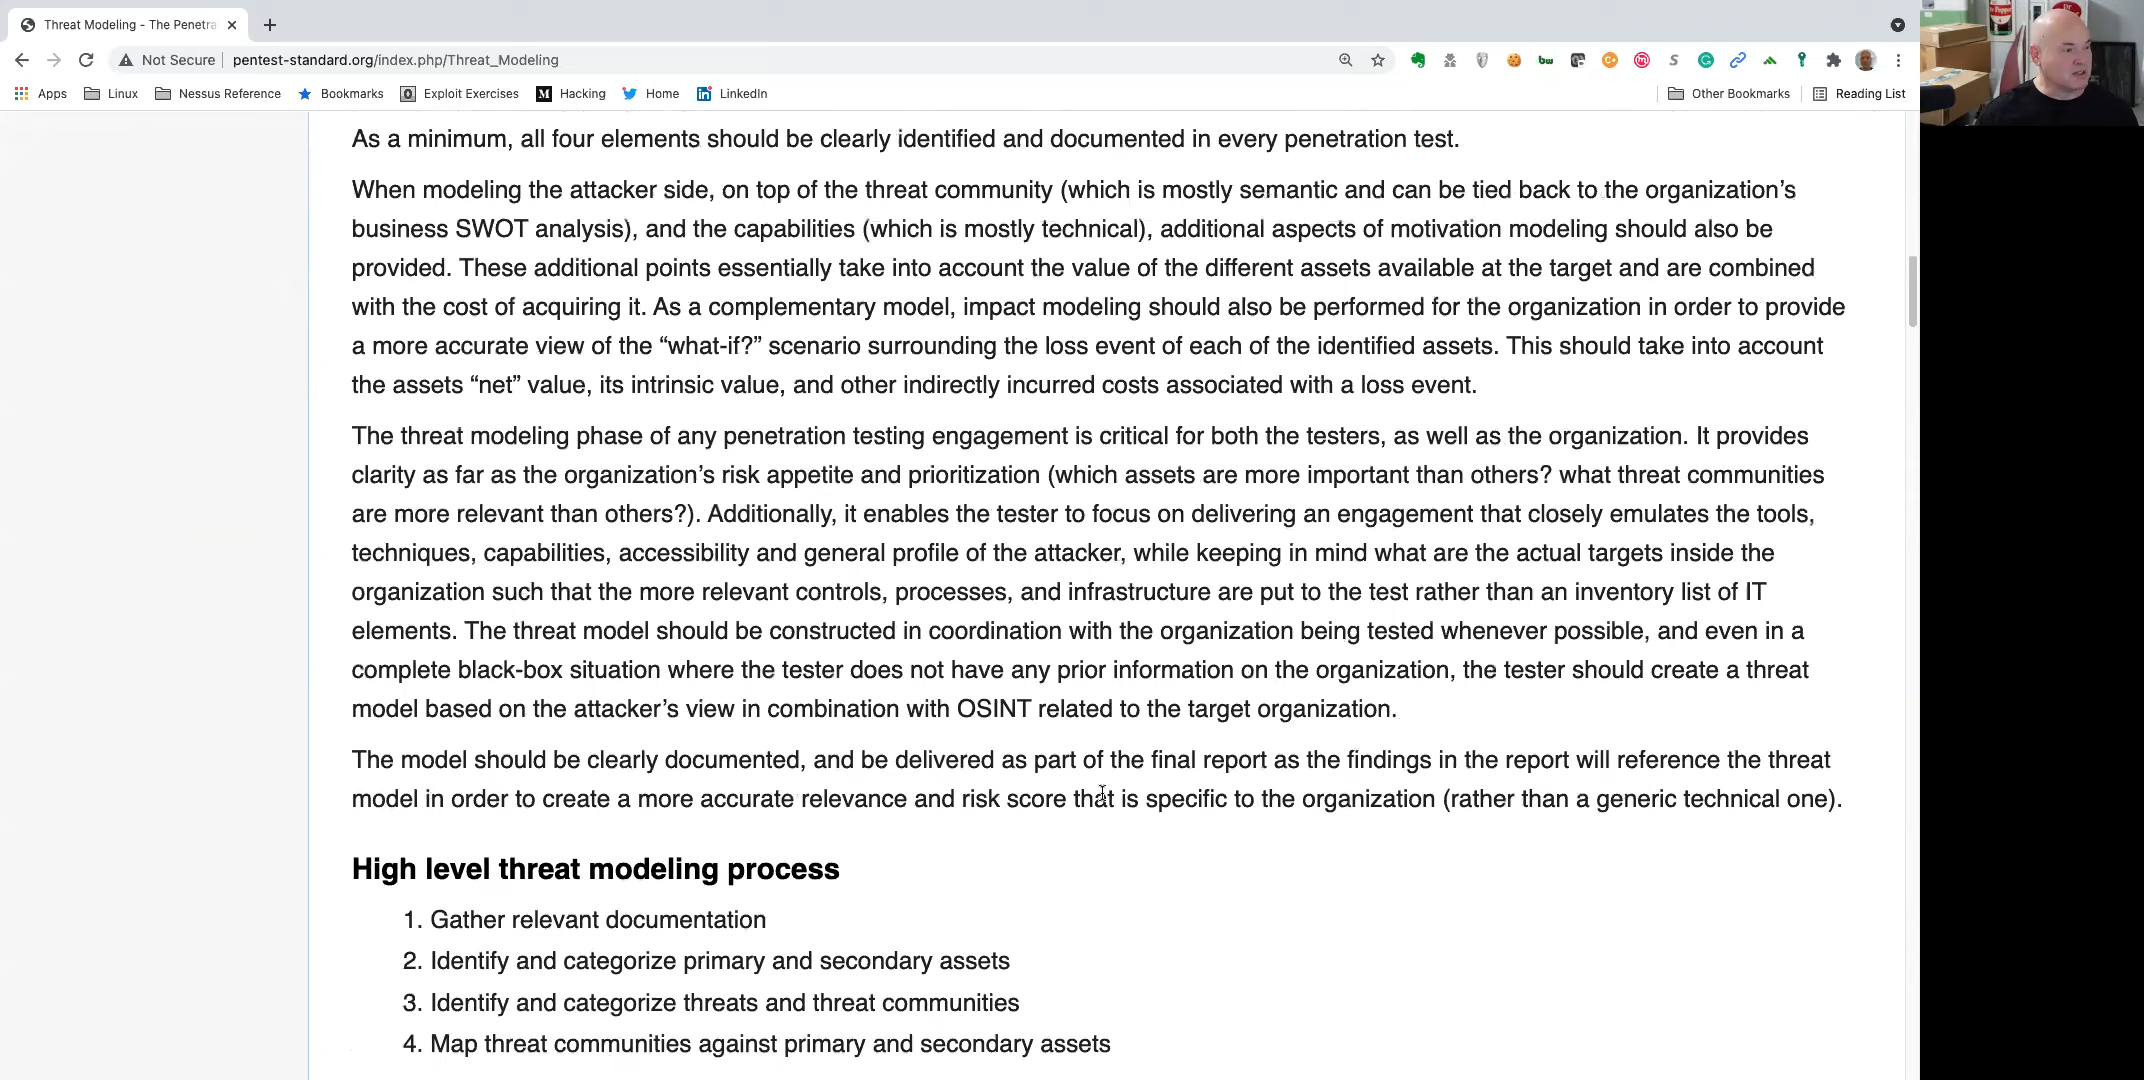 Threat Modeling - The Penetra
Not Secure
pentest-standard.org/index.php/Threat_Modeling
Apps
Linux
Nessus Reference
Bookmarks
Exploit Exercises
Hacking
Home
LinkedIn
Other Bookmarks
Reading List
As a minimum, all four elements should be clearly identified and documented in every penetration test.
When modeling the attacker side, on top of the threat community (which is mostly semantic and can be tied back to the organization’s
business SWOT analysis), and the capabilities (which is mostly technical), additional aspects of motivation modeling should also be
provided. These additional points essentially take into account the value of the different assets available at the target and are combined
with the cost of acquiring it. As a complementary model, impact modeling should also be performed for the organization in order to provide
a more accurate view of the “what-if?” scenario surrounding the loss event of each of the identified assets. This should take into account
the assets “net” value, its intrinsic value, and other indirectly incurred costs associated with a loss event.
The threat modeling phase of any penetration testing engagement is critical for both the testers, as well as the organization. It provides
clarity as far as the organization’s risk appetite and prioritization (which assets are more important than others? what threat communities
are more relevant than others?). Additionally, it enables the tester to focus on delivering an engagement that closely emulates the tools,
techniques, capabilities, accessibility and general profile of the attacker, while keeping in mind what are the actual targets inside the
organization such that the more relevant controls, processes, and infrastructure are put to the test rather than an inventory list of IT
elements. The threat model should be constructed in coordination with the organization being tested whenever possible, and even in a
complete black-box situation where the tester does not have any prior information on the organization, the tester should create a threat
model based on the attacker’s view in combination with OSINT related to the target organization.
The model should be clearly documented, and be delivered as part of the final report as the findings in the report will reference the threat
model in order to create a more accurate relevance and risk score that is specific to the organization (rather than a generic technical one).
High level threat modeling process
1. Gather relevant documentation
2. Identify and categorize primary and secondary assets
3. Identify and categorize threats and threat communities
4. Map threat communities against primary and secondary assets